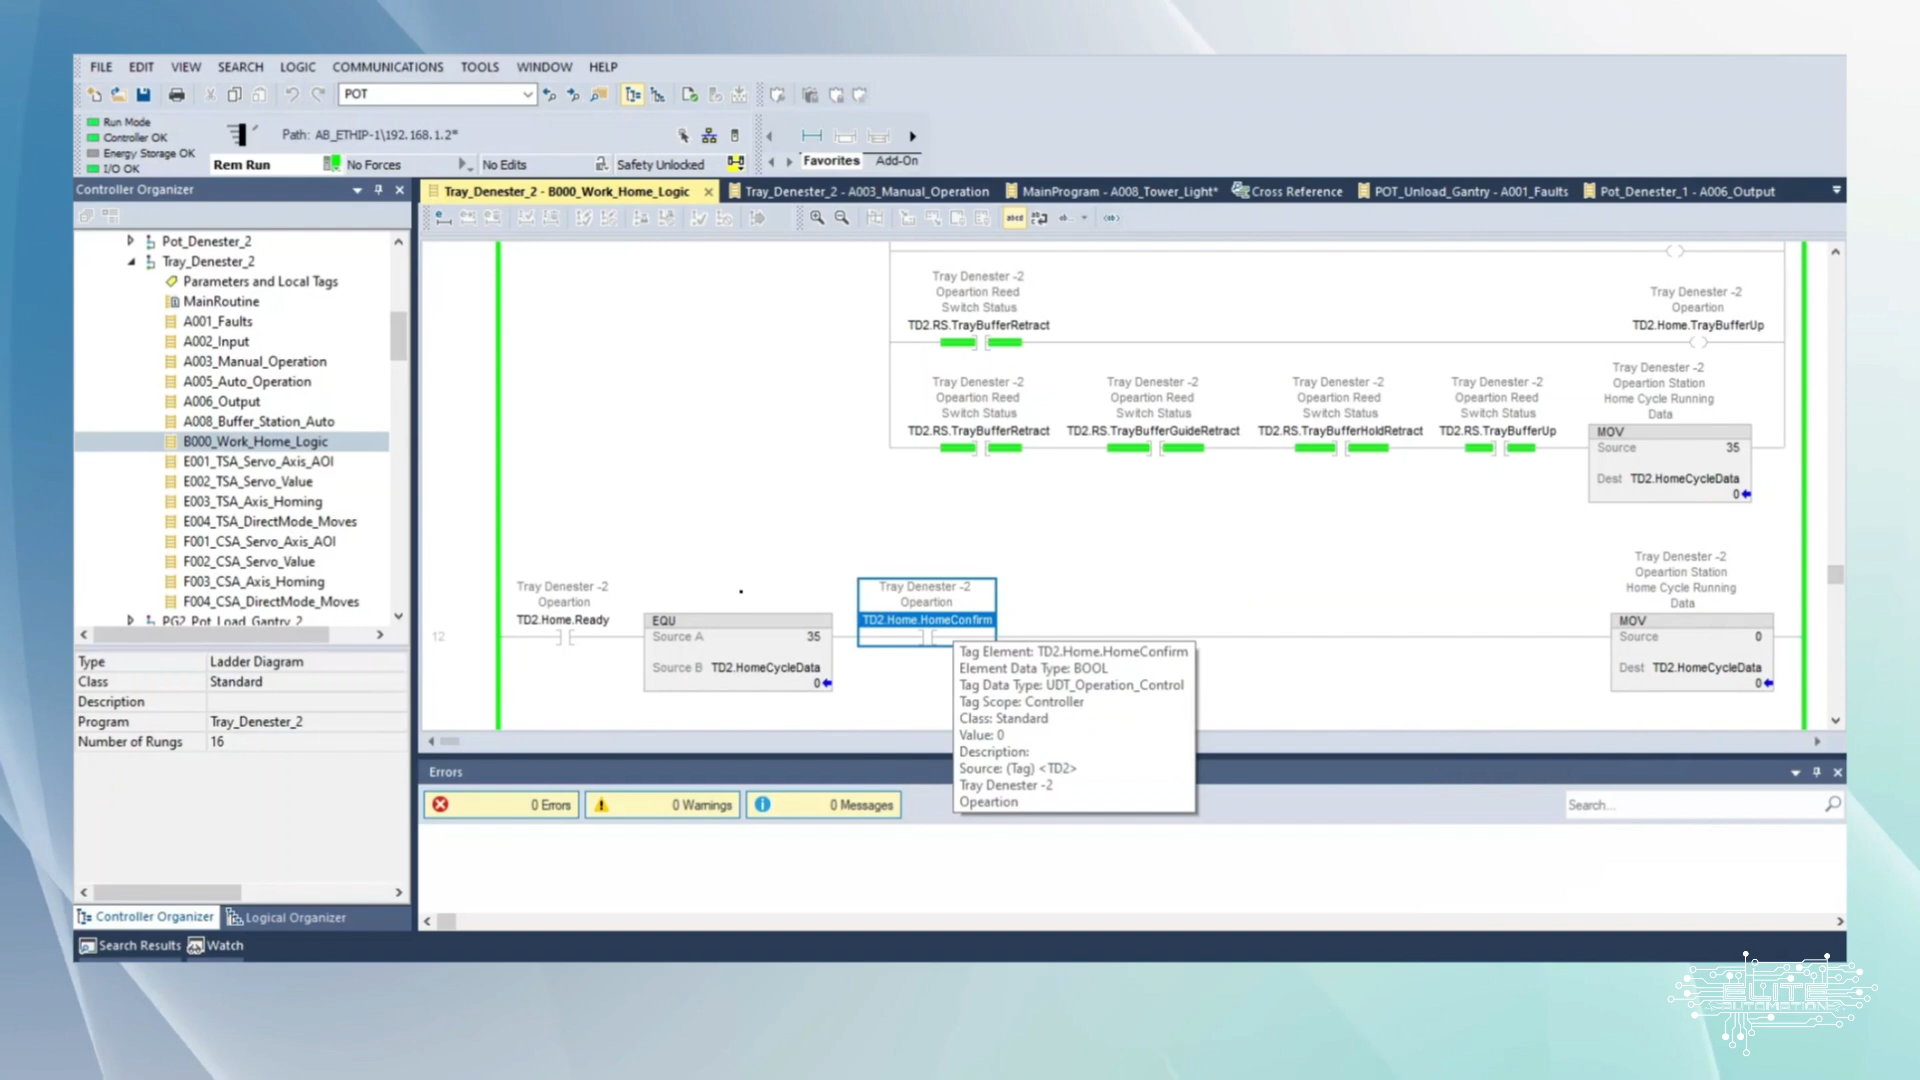 FILE EDIT VIEW SEARCH LOGIC COMMUNICATIONS TOOLS WINDOW HELP
POT
Run Mode
Controller OK
Energy Storage OK
I/O OK
Path: AB_ETHIP-1\192.168.1.2*
Rem Run No Forces No Edits Safety Unlocked
Favorites Add-On
Controller Organizer
Tray_Denester_2 - B000_Work_Home_Logic Tray_Denester_2 - A003_Manual_Operation MainProgram - A008_Tower_Light* Cross Reference POT_Unload_Gantry - A001_Faults Pot_Denester_1 - A006_Output
Pot_Denester_2
Tray_Denester_2
Parameters and Local Tags
MainRoutine
A001_Faults
A002_Input
A003_Manual_Operation
A005_Auto_Operation
A006_Output
A008_Buffer_Station_Auto
B000_Work_Home_Logic
E001_TSA_Servo_Axis_AOI
E002_TSA_Servo_Value
E003_TSA_Axis_Homing
E004_TSA_DirectMode_Moves
F001_CSA_Servo_Axis_AOI
F002_CSA_Servo_Value
F003_CSA_Axis_Homing
F004_CSA_DirectMode_Moves
PG2_Pot_Load_Gantry_2
Type Ladder Diagram
Class Standard
Description
Program Tray_Denester_2
Number of Rungs 16
Controller Organizer Logical Organizer
Search Results Watch
Tray Denester -2
Opeartion Reed
Switch Status
TD2.RS.TrayBufferRetract
Tray Denester -2
Opeartion
TD2.Home.TrayBufferUp
Tray Denester -2
Opeartion Reed
Switch Status
TD2.RS.TrayBufferRetract
Tray Denester -2
Opeartion Reed
Switch Status
TD2.RS.TrayBufferGuideRetract
Tray Denester -2
Opeartion Reed
Switch Status
TD2.RS.TrayBufferHoldRetract
Tray Denester -2
Opeartion Reed
Switch Status
TD2.RS.TrayBufferUp
Tray Denester -2
Opeartion Station
Home Cycle Running
Data
MOV
Source 35
Dest TD2.HomeCycleData
0
12
Tray Denester -2
Opeartion
TD2.Home.Ready
EQU
Source A 35
Source B TD2.HomeCycleData
0
Tray Denester -2
Opeartion
TD2.Home.HomeConfirm
Tray Denester -2
Opeartion Station
Home Cycle Running
Data
MOV
Source 0
Dest TD2.HomeCycleData
0
Tag Element: TD2.Home.HomeConfirm
Element Data Type: BOOL
Tag Data Type: UDT_Operation_Control
Tag Scope: Controller
Class: Standard
Value: 0
Description:
Source: (Tag) <TD2>
Tray Denester -2
Opeartion
Errors
0 Errors 0 Warnings 0 Messages
Search...
ELITE
AUTOMATIONS